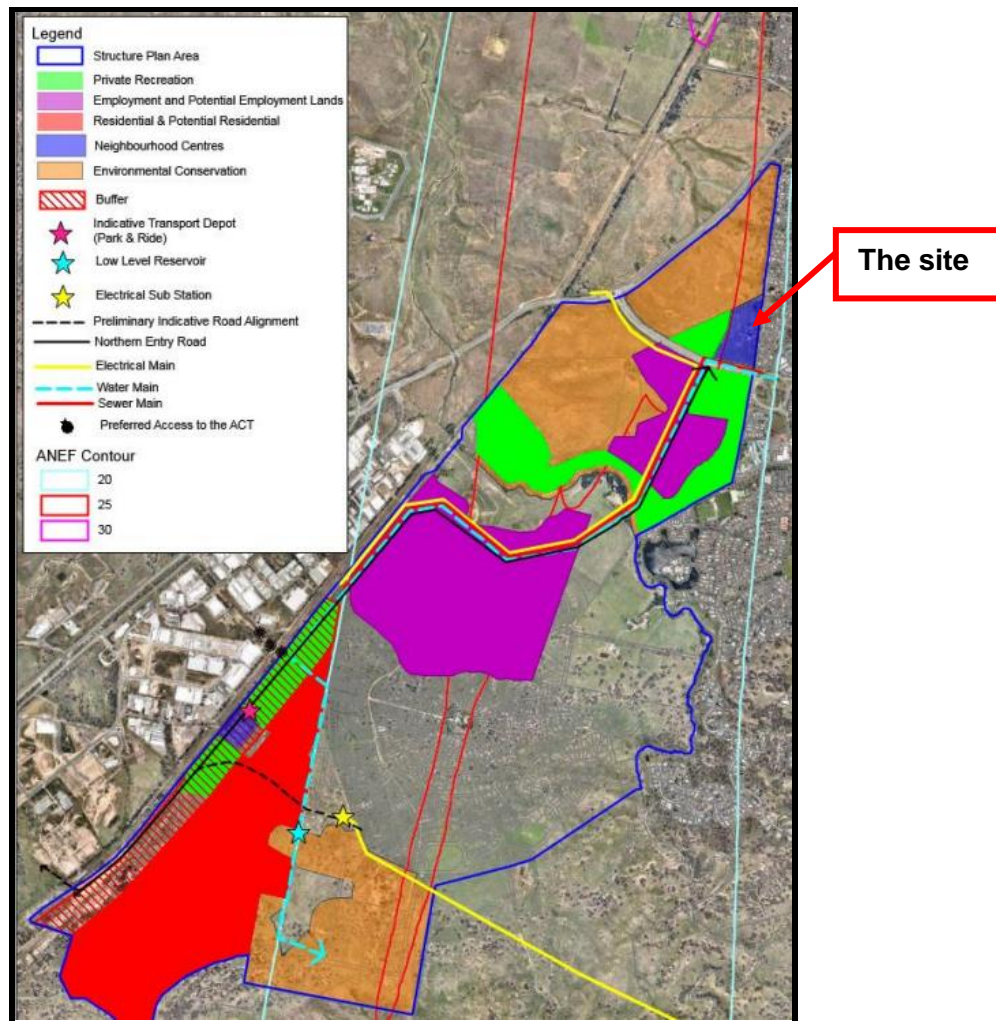 Legend
Structure Plan Area
Private Recreation
Employment and Potential Employment Lands
Residential & Potential Residential
Neighbourhood Centres
Environmental Conservation
Buffer
Indicative Transport Depot
(Park & Ride)
Low Level Reservoir
Electrical Sub Station
Preliminary Indicative Road Alignment
Northern Entry Road
Electrical Main
Water Main
Sewer Main
Preferred Access to the ACT
ANEF Contour
20
25
30
The site